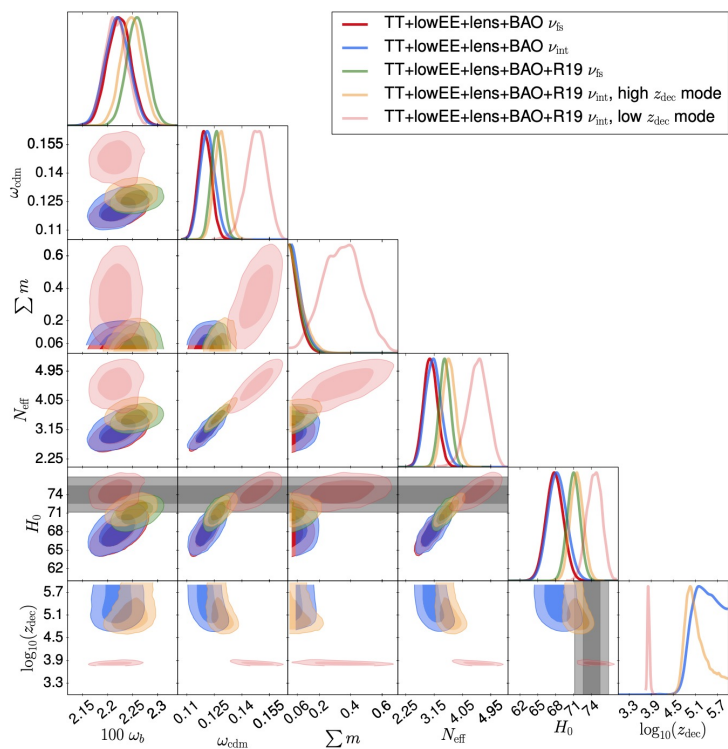 TT+lowEE+lens+BAO ν_fs
TT+lowEE+lens+BAO ν_int
TT+lowEE+lens+BAO+R19 ν_fs
TT+lowEE+lens+BAO+R19 ν_int, high z_dec mode
TT+lowEE+lens+BAO+R19 ν_int, low z_dec mode
ω_cdm
0.155
0.14
0.125
0.11
∑ m
0.6
0.4
0.2
0.06
N_eff
4.95
4.05
3.15
2.25
H_0
74
71
68
65
62
log_10(z_dec)
5.7
5.1
4.5
3.9
3.3
2.15 2.2 2.25 2.3
0.11 0.125 0.14 0.155
0.06 0.2 0.4 0.6
2.25 3.15 4.05 4.95
62 65 68 71 74
3.3 3.9 4.5 5.1 5.7
100 ω_b
ω_cdm
∑ m
N_eff
H_0
log_10(z_dec)